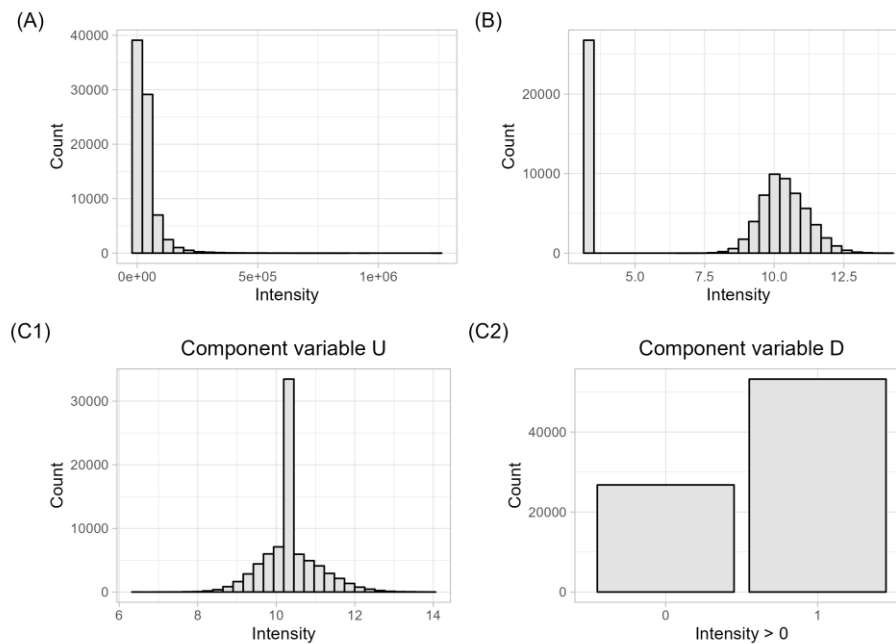 (A)
40000
30000
20000
10000
0
Count
0e+00
5e+05
1e+06
Intensity
(B)
20000
10000
0
Count
5.0
7.5
10.0
12.5
Intensity
(C1)
Component variable U
30000
20000
10000
0
Count
6
8
10
12
14
Intensity
(C2)
Component variable D
40000
20000
0
Count
0
1
Intensity > 0